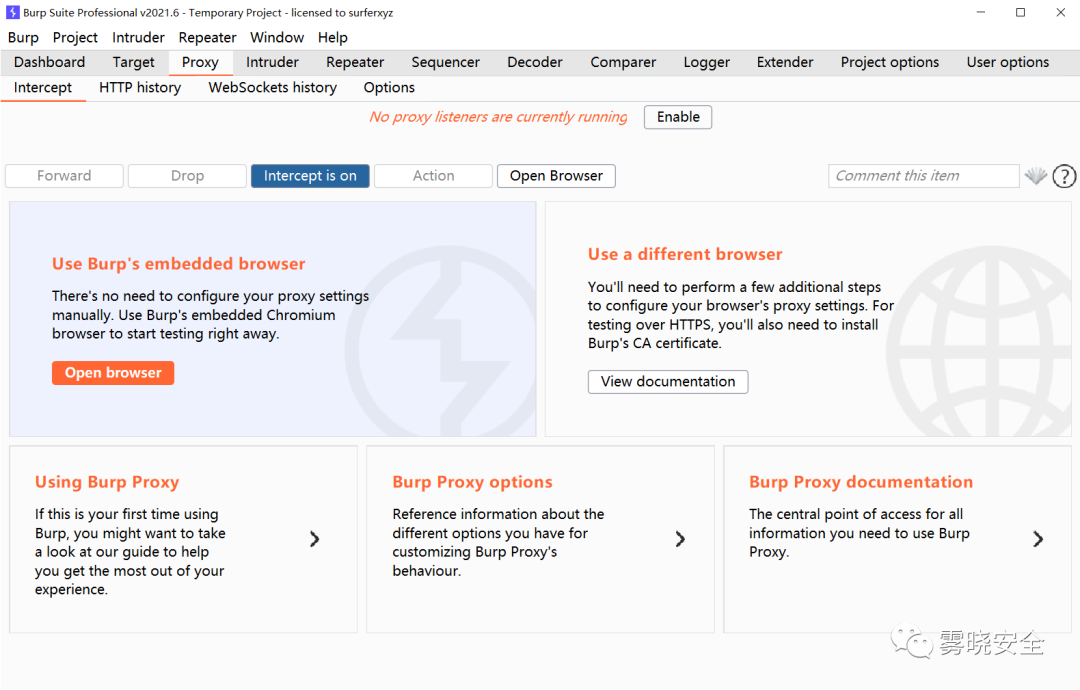 Burp Suite Professional v2021.6 - Temporary Project - licensed to surferxyz
Burp Project Intruder Repeater Window Help
Dashboard Target Proxy Intruder Repeater Sequencer Decoder Comparer Logger Extender Project options User options
Intercept HTTP history WebSockets history Options
No proxy listeners are currently running Enable
Forward Drop Intercept is on Action Open Browser Comment this item ?
Use Burp's embedded browser
There's no need to configure your proxy settings
manually. Use Burp's embedded Chromium
browser to start testing right away.
Open browser
Use a different browser
You'll need to perform a few additional steps
to configure your browser's proxy settings. For
testing over HTTPS, you'll also need to install
Burp's CA certificate.
View documentation
Using Burp Proxy
If this is your first time using
Burp, you might want to take
a look at our guide to help
you get the most out of your
experience.
Burp Proxy options
Reference information about the
different options you have for
customizing Burp Proxy's
behaviour.
Burp Proxy documentation
The central point of access for all
information you need to use Burp
Proxy.
雾晓安全